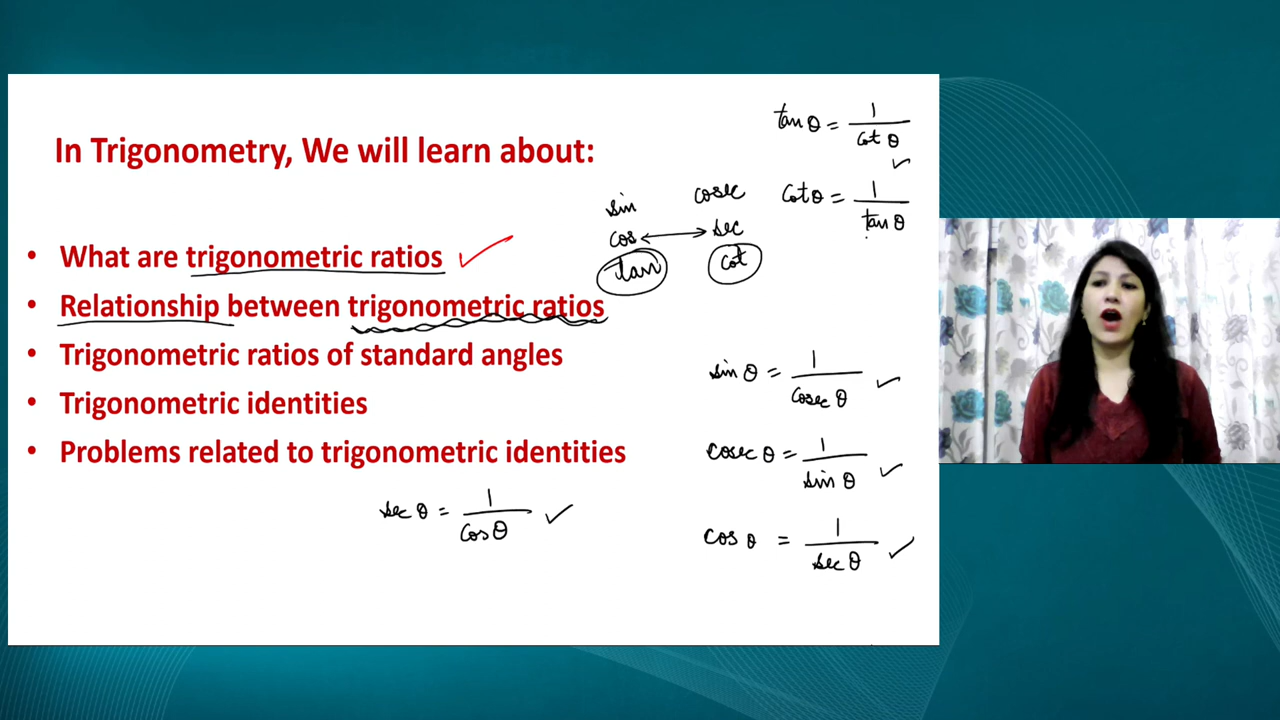 In Trigonometry, We will learn about:
• What are trigonometric ratios
• Relationship between trigonometric ratios
• Trigonometric ratios of standard angles
• Trigonometric identities
• Problems related to trigonometric identities
sin cosec
cos ↔ sec
tan cot
tan θ = 1/cot θ
cot θ = 1/tan θ
sin θ = 1/cosec θ
cosec θ = 1/sin θ
cos θ = 1/sec θ
sec θ = 1/cos θ